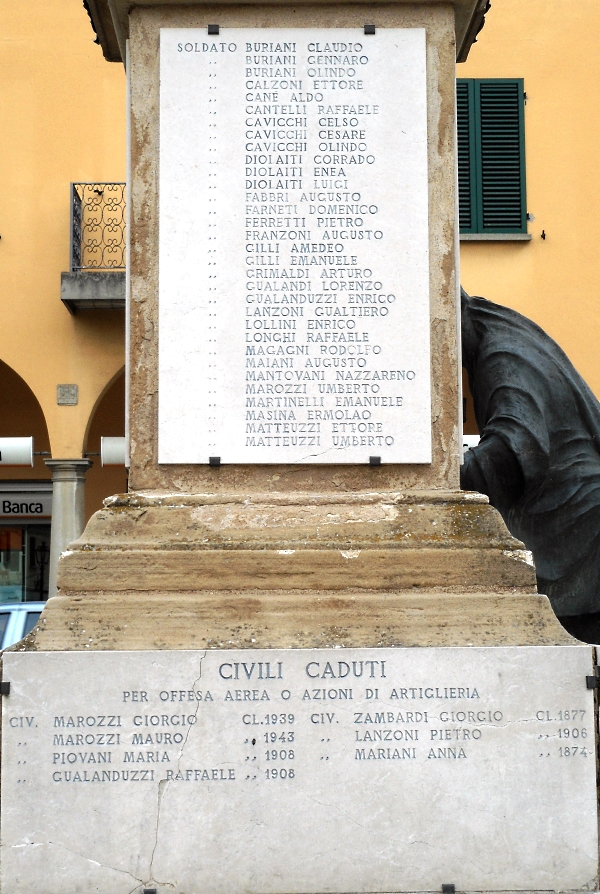 SOLDATO BURIANI CLAUDIO
,, BURIANI GENNARO
,, BURIANI OLINDO
,, CALZONI ETTORE
,, CANÈ ALDO
,, CANTELLI RAFFAELE
,, CAVICCHI CELSO
,, CAVICCHI CESARE
,, CAVICCHI OLINDO
,, DIOLAITI CORRADO
,, DIOLAITI ENEA
,, DIOLAITI LUIGI
,, FABBRI AUGUSTO
,, FARNETI DOMENICO
,, FERRETTI PIETRO
,, FRANZONI AUGUSTO
,, GILLI AMEDEO
,, GILLI EMANUELE
,, GRIMALDI ARTURO
,, GUALANDI LORENZO
,, GUALANDUZZI ENRICO
,, LANZONI GUALTIERO
,, LOLLINI ENRICO
,, LONGHI RAFFAELE
,, MAGAGNI RODOLFO
,, MAIANI AUGUSTO
,, MANTOVANI NAZZARENO
,, MAROZZI UMBERTO
,, MARTINELLI EMANUELE
,, MASINA ERMOLAO
,, MATTEUZZI ETTORE
,, MATTEUZZI UMBERTO
Banca
CIVILI CADUTI
PER OFFESA AEREA O AZIONI DI ARTIGLIERIA
CIV. MAROZZI GIORGIO CL.1939 CIV. ZAMBARDI GIORGIO CL.1877
,, MAROZZI MAURO ,, 1943 ,, LANZONI PIETRO ,, 1906
,, PIOVANI MARIA ,, 1908 ,, MARIANI ANNA ,, 1874
,, GUALANDUZZI RAFFAELE ,, 1908